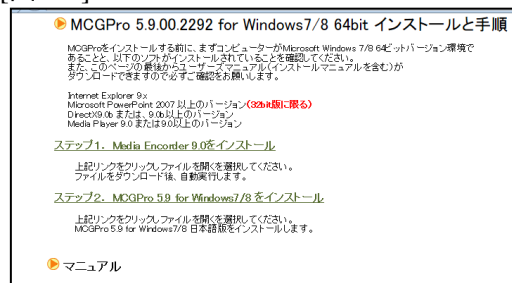 MCGPro 5.9.00.2292 for Windows7/8 64bit インストールと手順
MCGProをインストールする前に、まずコンピューターがMicrosoft Windows 7/8 64ビットバージョン環境で
あることと、以下のソフトがインストールされていることを確認してください。
また、このページの最後からユーザーズマニュアル(インストールマニュアルを含む)が
ダウンロードできますので必ずご確認をお願いします。
Internet Explorer 9.x
Microsoft PowerPoint 2007 以上のバージョン(32bit版に限る)
DirectX9.0b または、9.0b以上のバージョン
Media Player 9.0 または9.0以上のバージョン
ステップ1. Media Encorder 9.0をインストール
上記リンクをクリックし、ファイルを開くを選択してください。
ファイルをダウンロード後、自動実行します。
ステップ2. MCGPro 5.9 for Windows7/8 をインストール
上記リンクをクリックし、ファイルを開くを選択してください。
MCGPro 5.9 for Windows7/8 日本語版をインストールします。
マニュアル